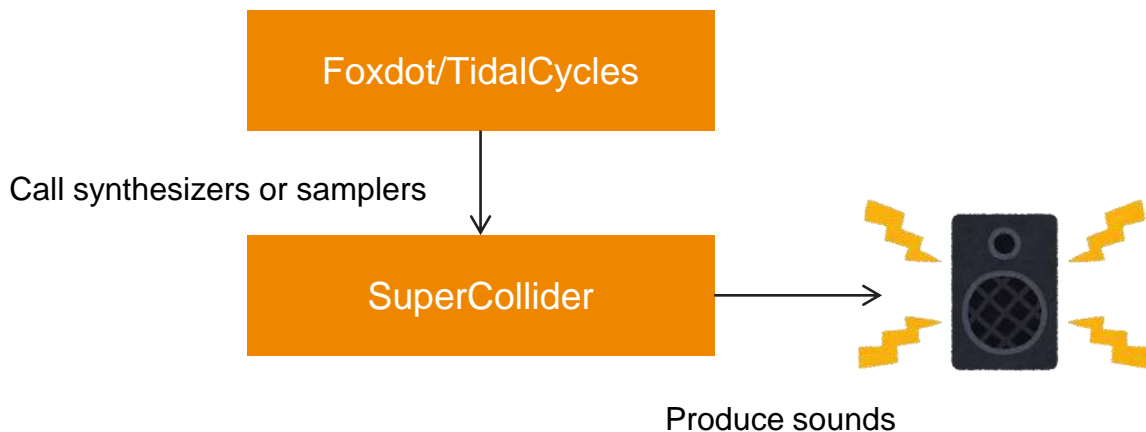 Foxdot/TidalCycles
Call synthesizers or samplers
SuperCollider
Produce sounds